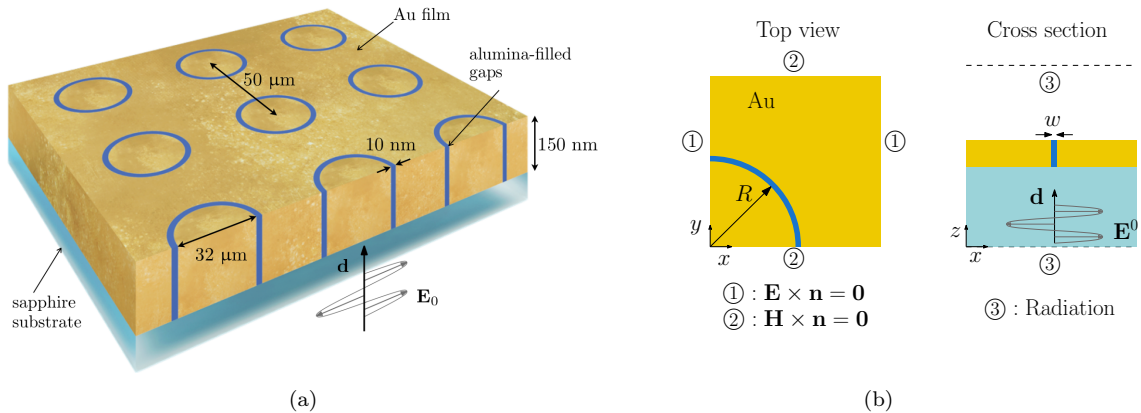 Au film
alumina-filled
gaps
50 μm
10 nm
150 nm
32 μm
d
E₀
sapphire
substrate
(a)
Top view
②
Au
①
①
R
y
x
②
① : E × n = 0
② : H × n = 0
Cross section
③
w
d
E⁰
z
x
③
③ : Radiation
(b)